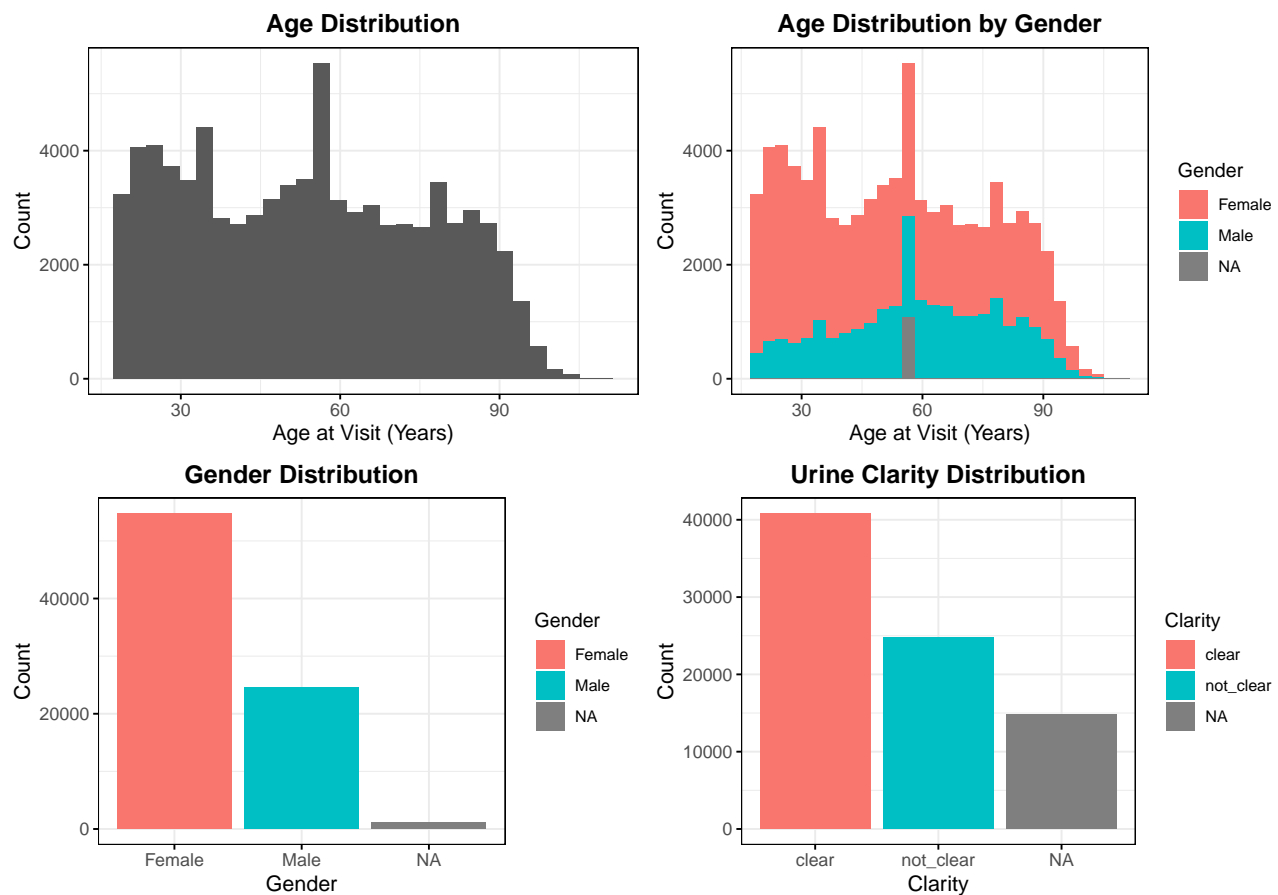 Age Distribution
Count
4000
2000
0
30 60 90
Age at Visit (Years)
Age Distribution by Gender
Count
4000
2000
0
30 60 90
Age at Visit (Years)
Gender
Female
Male
NA
Gender Distribution
Count
40000
20000
0
Female Male NA
Gender
Gender
Female
Male
NA
Urine Clarity Distribution
Count
40000
30000
20000
10000
0
clear not_clear NA
Clarity
Clarity
clear
not_clear
NA